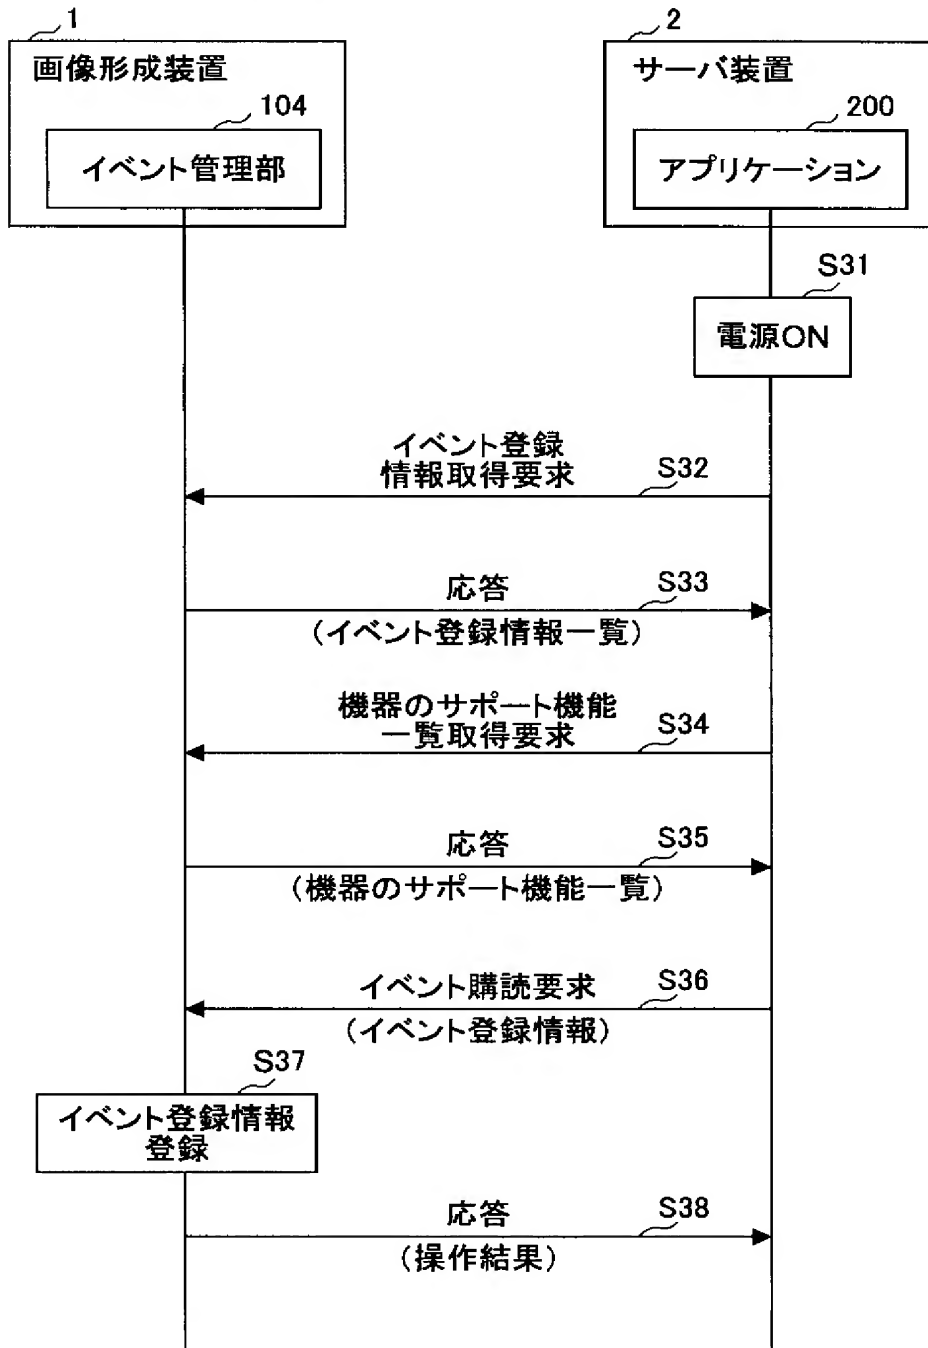 1
画像形成装置
104
イベント管理部
2
サーバ装置
200
アプリケーション
S31
電源ON
イベント登録
情報取得要求
S32
応答
S33
(イベント登録情報一覧)
機器のサポート機能
一覧取得要求
S34
応答
S35
(機器のサポート機能一覧)
イベント購読要求
S36
(イベント登録情報)
S37
イベント登録情報
登録
応答
S38
(操作結果)